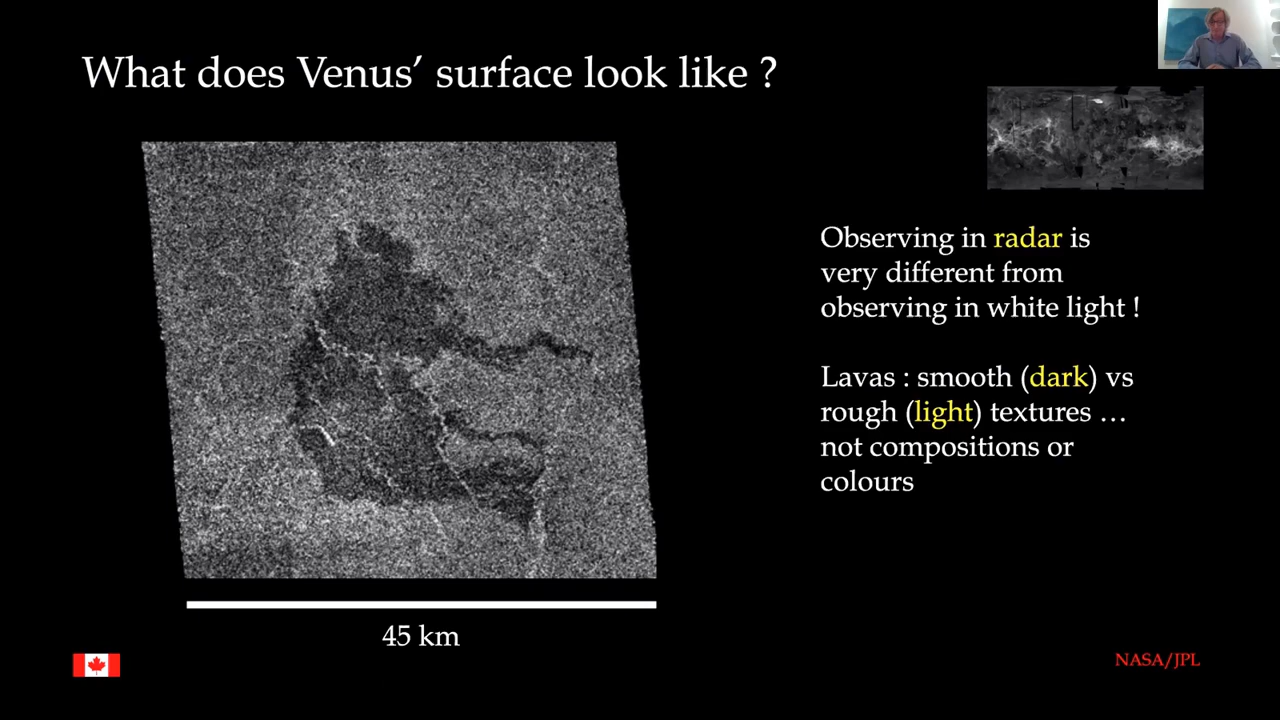 What does Venus’ surface look like ?
Observing in radar is
very different from
observing in white light !
Lavas : smooth (dark) vs
rough (light) textures …
not compositions or
colours
45 km
NASA/JPL